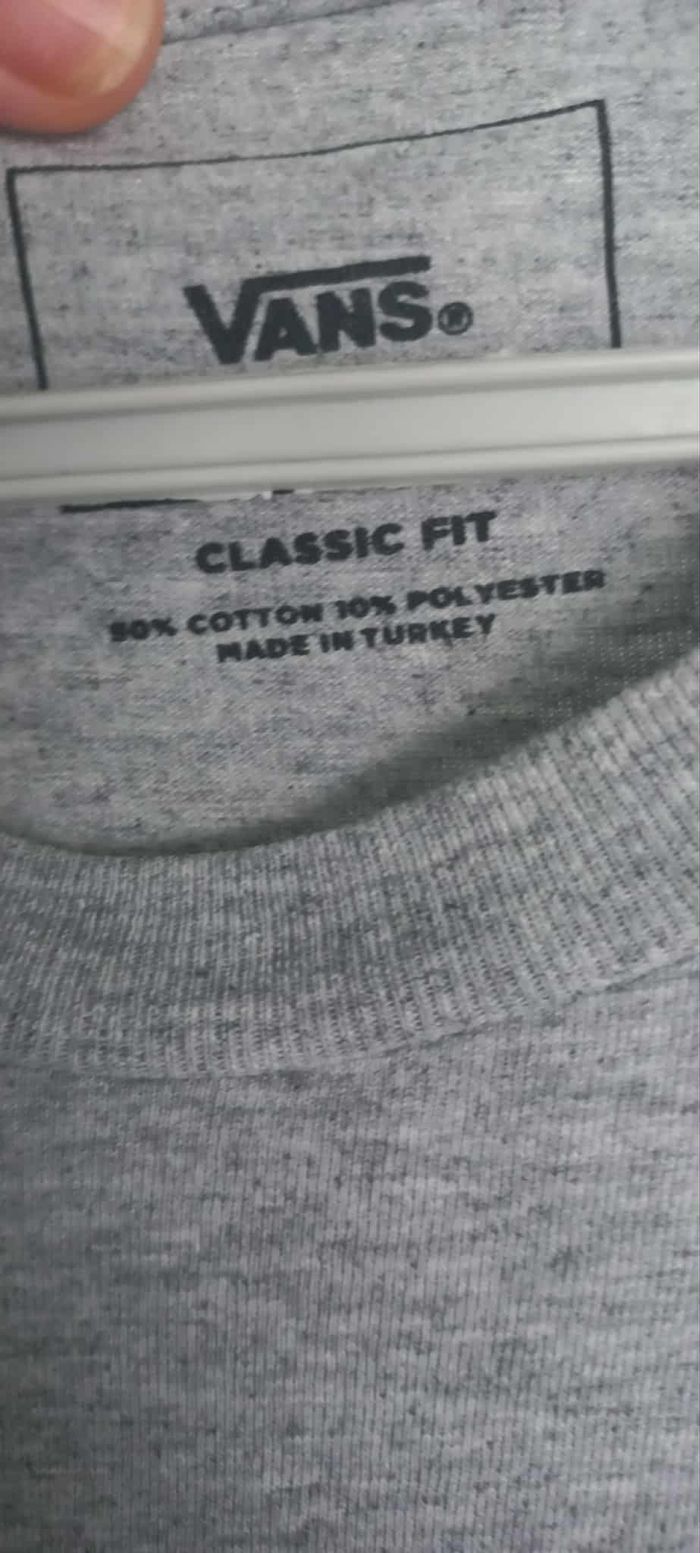 VANS®
CLASSIC FIT
90% COTTON 10% POLYESTER
MADE IN TURKEY